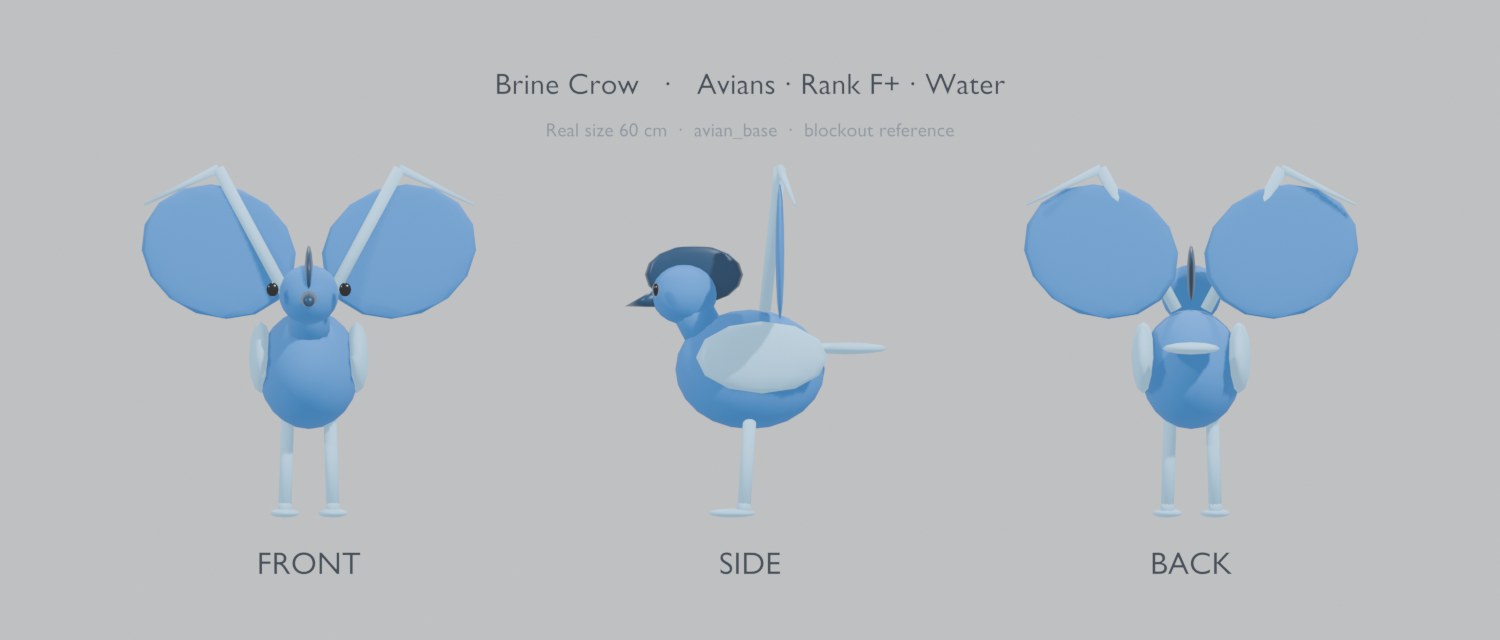 Brine Crow · Avians · Rank F+ · Water
Real size 60 cm · avian_base · blockout reference
FRONT SIDE BACK